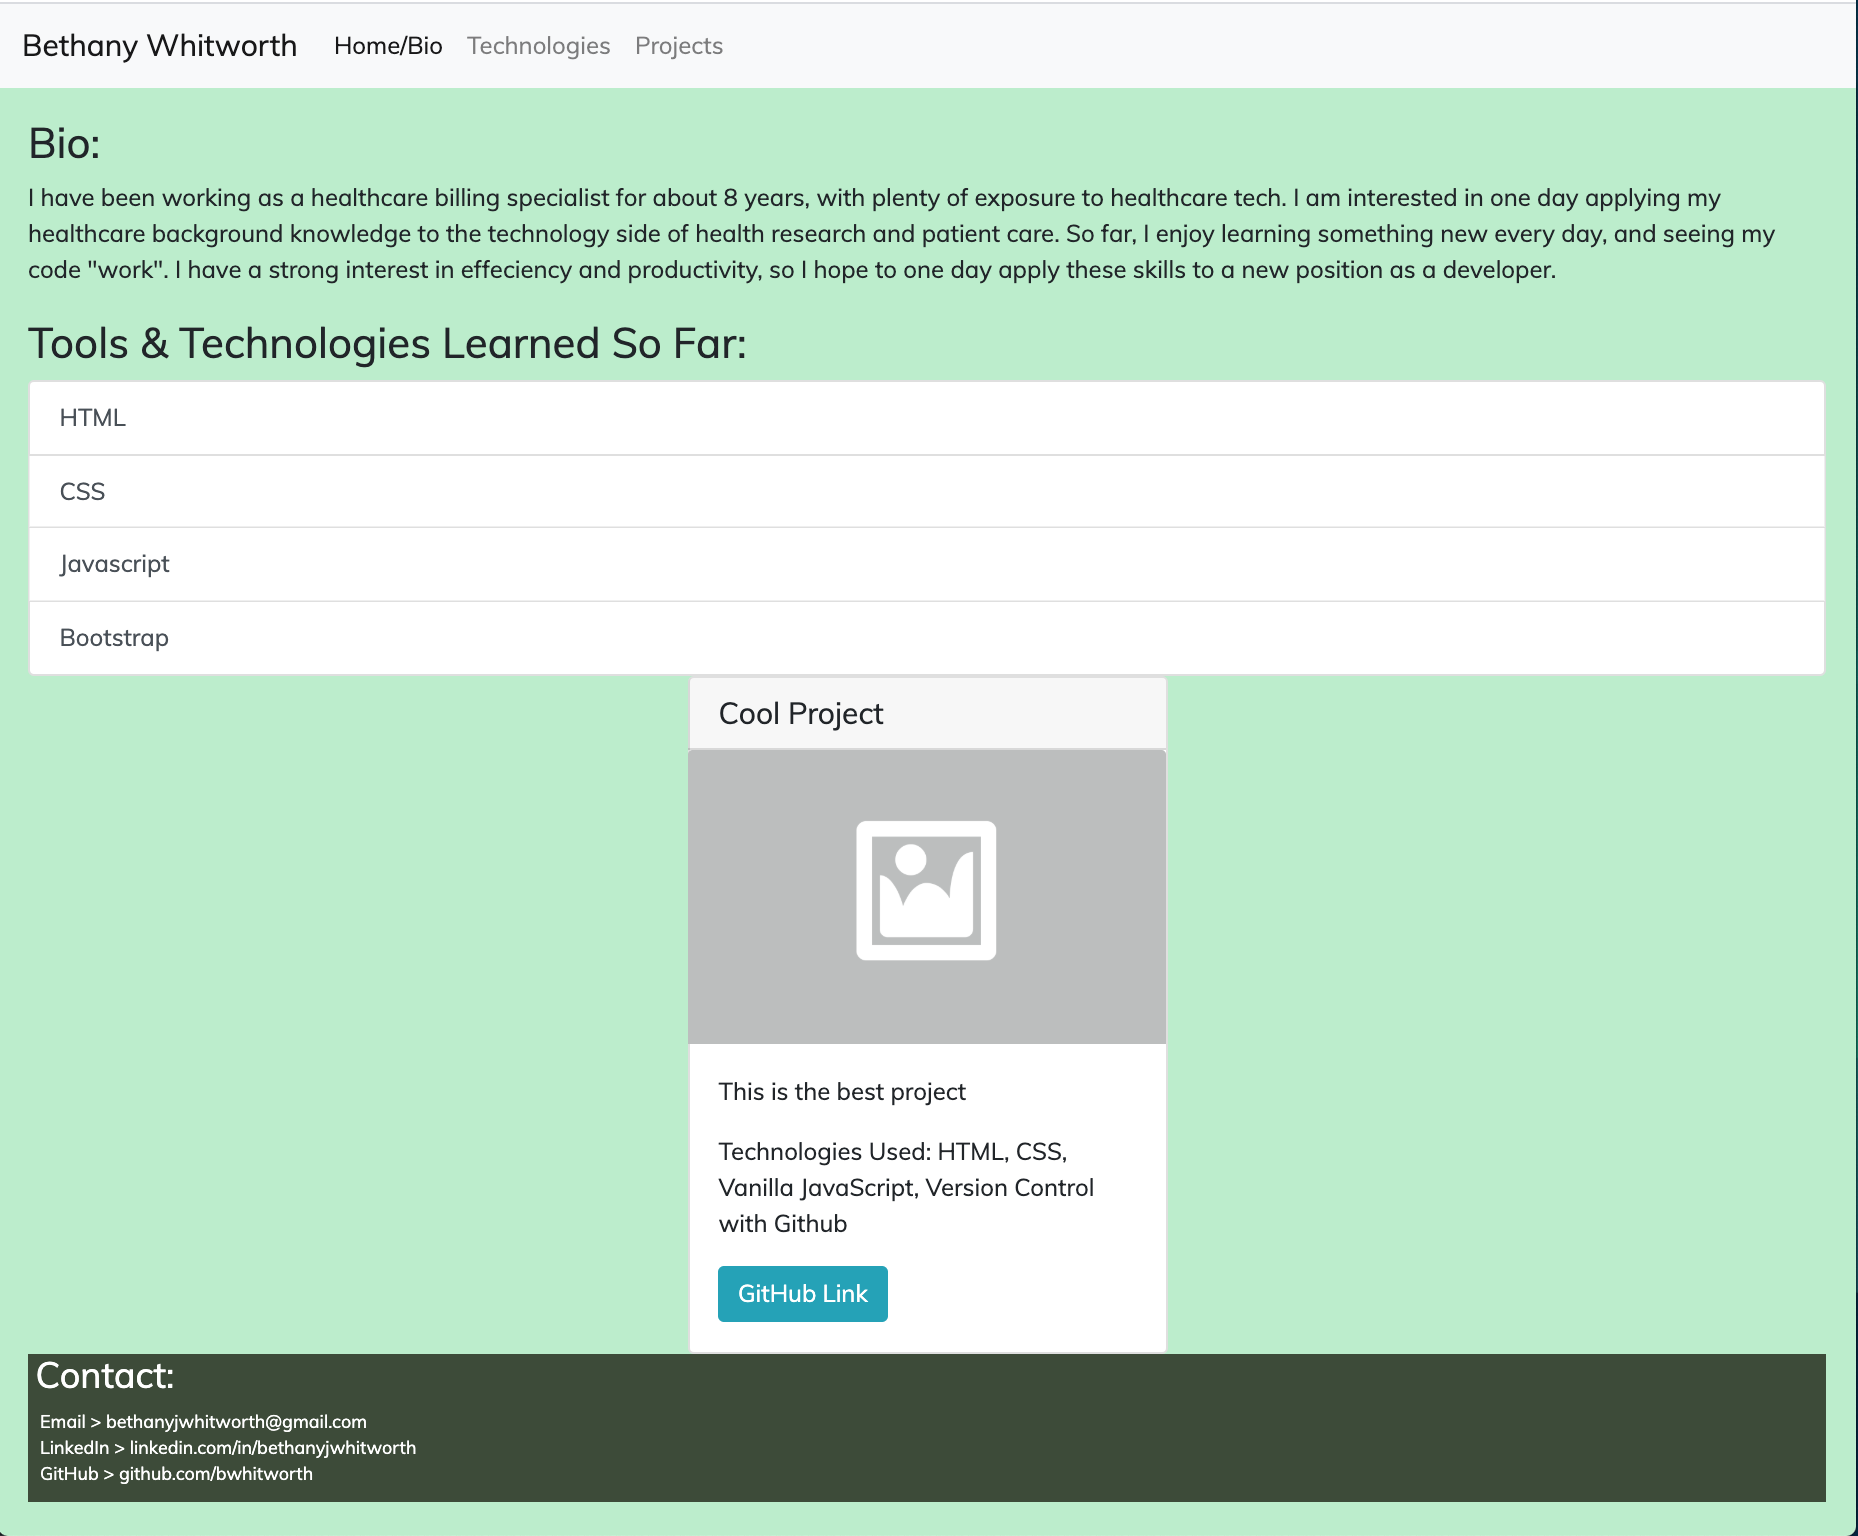 Bethany Whitworth Home/Bio Technologies Projects
Bio:
I have been working as a healthcare billing specialist for about 8 years, with plenty of exposure to healthcare tech. I am interested in one day applying my
healthcare background knowledge to the technology side of health research and patient care. So far, I enjoy learning something new every day, and seeing my
code "work". I have a strong interest in effeciency and productivity, so I hope to one day apply these skills to a new position as a developer.
Tools & Technologies Learned So Far:
HTML
CSS
Javascript
Bootstrap
Cool Project
This is the best project
Technologies Used: HTML, CSS,
Vanilla JavaScript, Version Control
with Github
GitHub Link
Contact:
Email > bethanyjwhitworth@gmail.com
LinkedIn > linkedin.com/in/bethanyjwhitworth
GitHub > github.com/bwhitworth